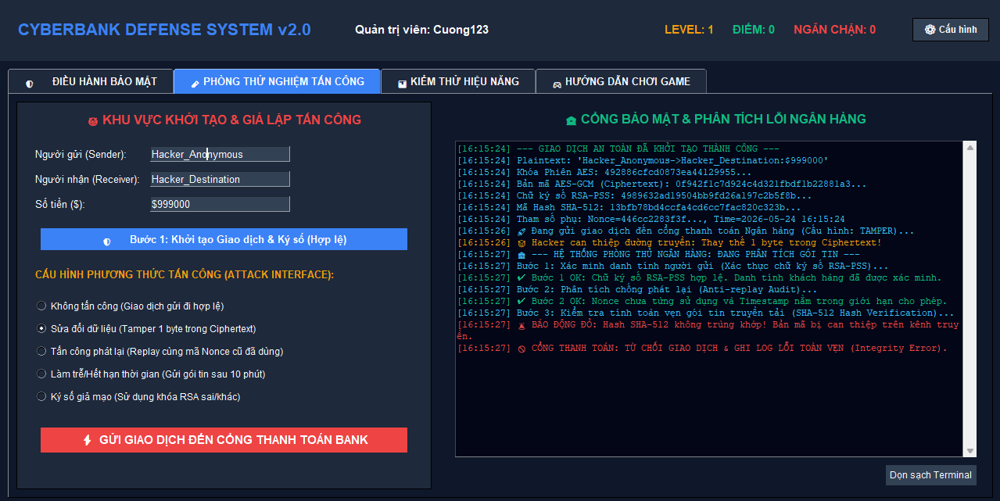 CYBERBANK DEFENSE SYSTEM v2.0
Quản trị viên: Cuong123
LEVEL: 1
ĐIỂM: 0
NGĂN CHẶN: 0
Cấu hình
ĐIỀU HÀNH BẢO MẬT
PHÒNG THỬ NGHIỆM TẤN CÔNG
KIỂM THỬ HIỆU NĂNG
HƯỚNG DẪN CHƠI GAME
KHU VỰC KHỞI TẠO & GIẢ LẬP TẤN CÔNG
Người gửi (Sender):
Hacker_Anonymous
Người nhận (Receiver):
Hacker_Destination
Số tiền ($):
$999000
Bước 1: Khởi tạo Giao dịch & Ký số (Hợp lệ)
CẤU HÌNH PHƯƠNG THỨC TẤN CÔNG (ATTACK INTERFACE):
Không tấn công (Giao dịch gửi đi hợp lệ)
Sửa đổi dữ liệu (Tamper 1 byte trong Ciphertext)
Tấn công phát lại (Replay cùng mã Nonce cũ đã dùng)
Làm trễ/Hết hạn thời gian (Gửi gói tin sau 10 phút)
Ký số giả mạo (Sử dụng khóa RSA sai/khác)
GỬI GIAO DỊCH ĐẾN CỔNG THANH TOÁN BANK
CỔNG BẢO MẬT & PHÂN TÍCH LỖI NGÂN HÀNG
[16:15:24] --- GIAO DỊCH AN TOÀN ĐÃ KHỞI TẠO THÀNH CÔNG ---
[16:15:24] Plaintext: 'Hacker_Anonymous->Hacker_Destination:$999000'
[16:15:24] Khóa Phiên AES: 492886cfcd0873ea44129955...
[16:15:24] Bản mã AES-GCM (Ciphertext): 0f942f1c7d924c4d321fbdf1b22881a3...
[16:15:24] Chữ ký số RSA-PSS: 4989632ad19504bb9fd26a197c2b5f8b...
[16:15:24] Mã Hash SHA-512: 13bfb78bd4ccfa4cd6cc7fac820c323b...
[16:15:24] Tham số phụ: Nonce=446cc2283f3f..., Time=2026-05-24 16:15:24
[16:15:26] 🚀 Đang gửi giao dịch đến cổng thanh toán Ngân hàng (Cấu hình: TAMPER)...
[16:15:26] Hacker can thiệp đường truyền: Thay thế 1 byte trong Ciphertext!
[16:15:27] 🏦 --- HỆ THỐNG PHÒNG THỦ NGÂN HÀNG: ĐANG PHÂN TÍCH GÓI TIN ---
[16:15:27] Bước 1: Xác minh danh tính người gửi (Xác thực chữ ký RSA-PSS)...
[16:15:27] ✔ Bước 1 OK: Chữ ký số RSA-PSS hợp lệ. Danh tính khách hàng đã được xác minh.
[16:15:27] Bước 2: Phân tích chống phát lại (Anti-replay Audit)...
[16:15:27] ✔ Bước 2 OK: Nonce chưa từng sử dụng và Timestamp nằm trong giới hạn cho phép.
[16:15:27] Bước 3: Kiểm tra tính toàn vẹn gói tin truyền tải (SHA-512 Hash Verification)...
[16:15:27] 🚨 BÁO ĐỘNG ĐỎ: Hash SHA-512 không trùng khớp! Bản mã bị can thiệp trên kênh truy
ền.
[16:15:27] 🚫 CỔNG THANH TOÁN: TỪ CHỐI GIAO DỊCH & GHI LOG LỖI TOÀN VẸN (Integrity Error).
Dọn sạch Terminal